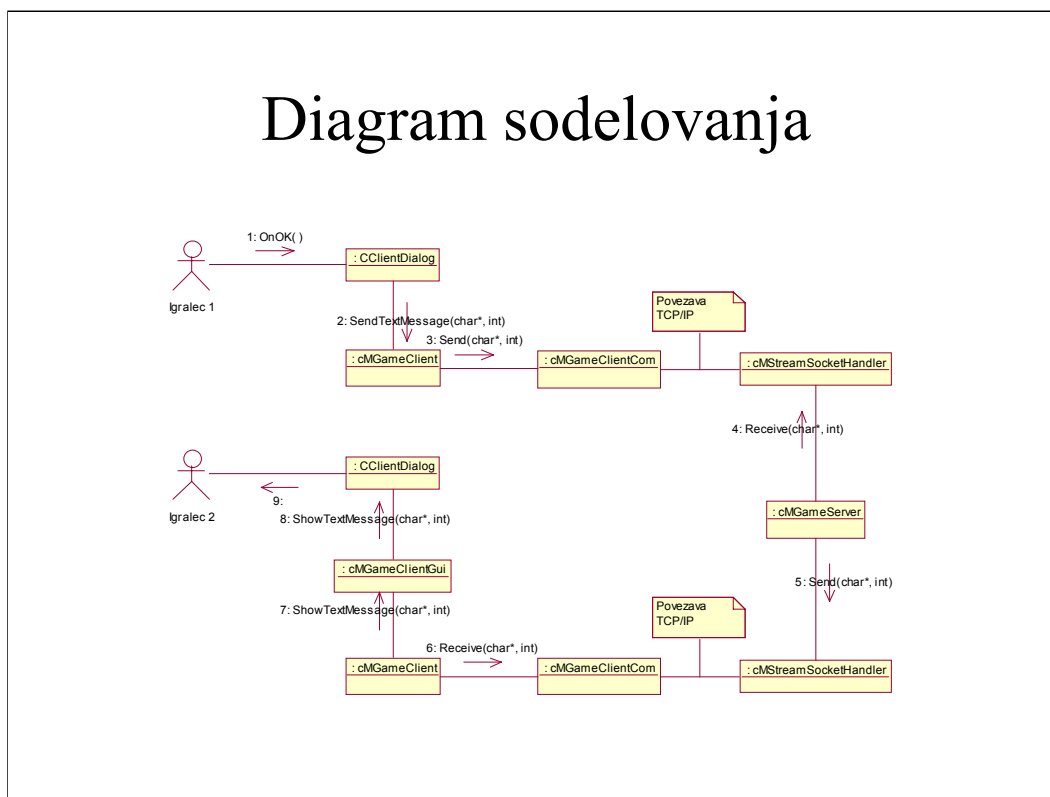 Diagram sodelovanja
1: OnOK( )
: CClientDialog
Igralec 1
2: SendTextMessage(char*, int)
3: Send(char*, int)
Povezava
TCP/IP
: cMGameClient
: cMGameClientCom
: cMStreamSocketHandler
4: Receive(char*, int)
: CClientDialog
9:
Igralec 2
8: ShowTextMessage(char*, int)
: cMGameServer
: cMGameClientGui
5: Send(char*, int)
7: ShowTextMessage(char*, int)
Povezava
TCP/IP
6: Receive(char*, int)
: cMGameClient
: cMGameClientCom
: cMStreamSocketHandler